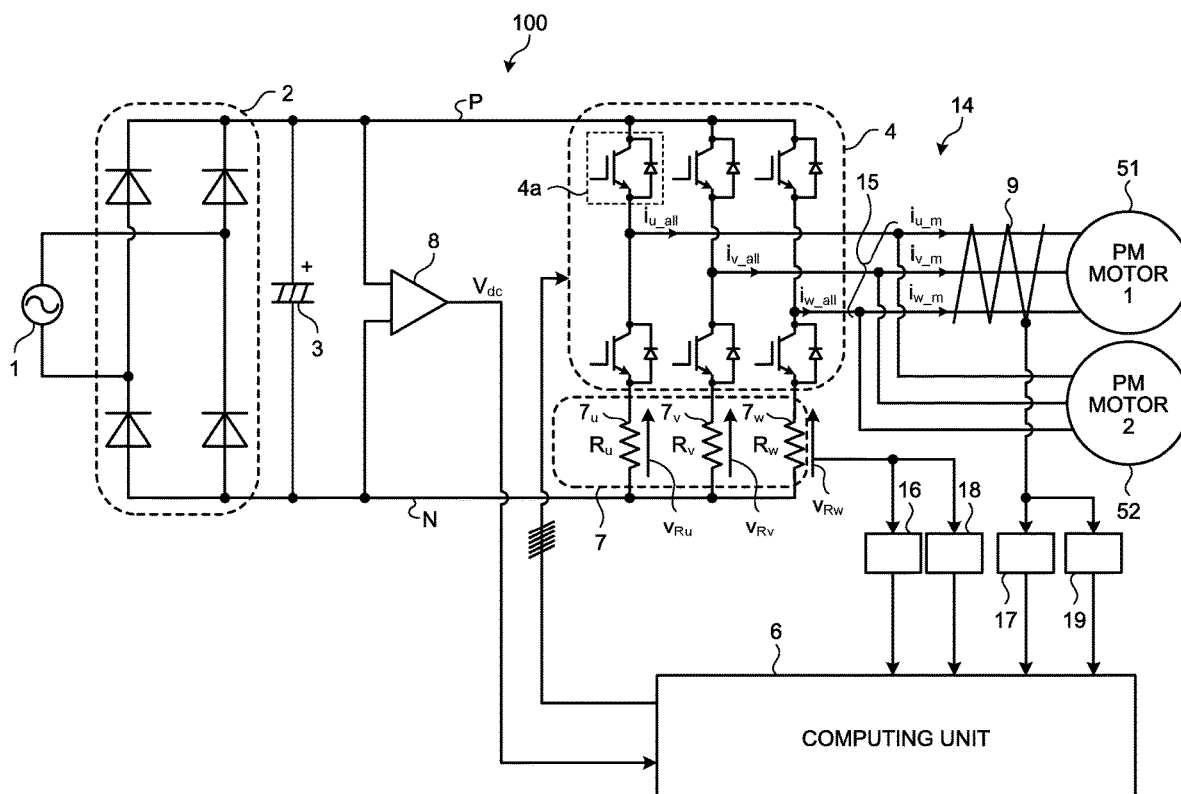 100
2
P
4
14
4a
15
9
51
i_u_all
i_u_m
PM
MOTOR
1
8
i_v_all
i_v_m
V_dc
i_w_all
i_w_m
+
3
1
PM
MOTOR
2
7_u
7_v
7_w
R_u
R_v
R_w
N
7
v_Ru
v_Rv
v_Rw
16
18
52
17
19
6
COMPUTING UNIT